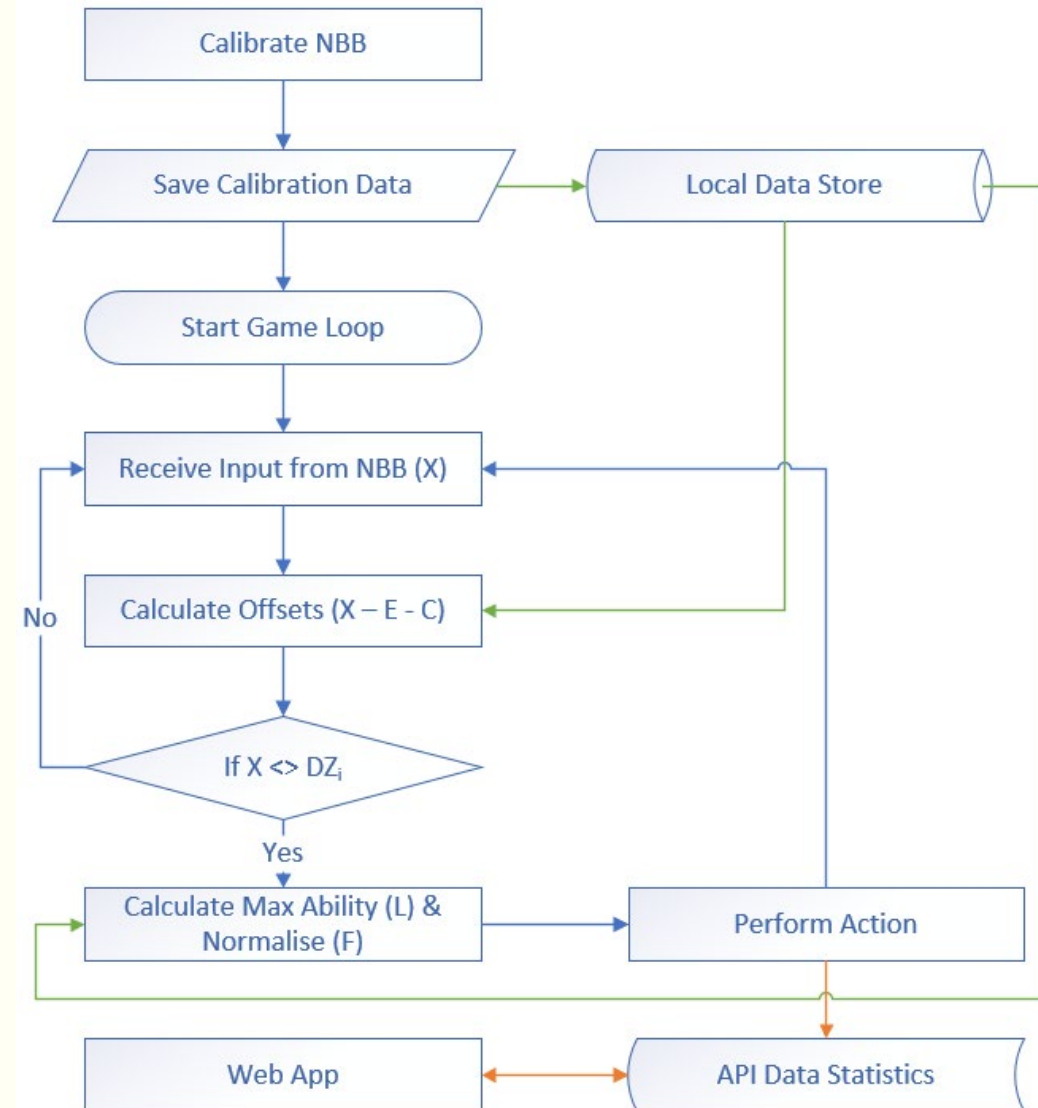 Calibrate NBB
Save Calibration Data
Local Data Store
Start Game Loop
Receive Input from NBB (X)
Calculate Offsets (X – E - C)
No
If X <> DZᵢ
Yes
Calculate Max Ability (L) &
Normalise (F)
Perform Action
Web App
API Data Statistics